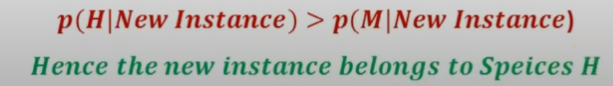 p(H|New Instance) > p(M|New Instance)
Hence the new instance belongs to Speices H